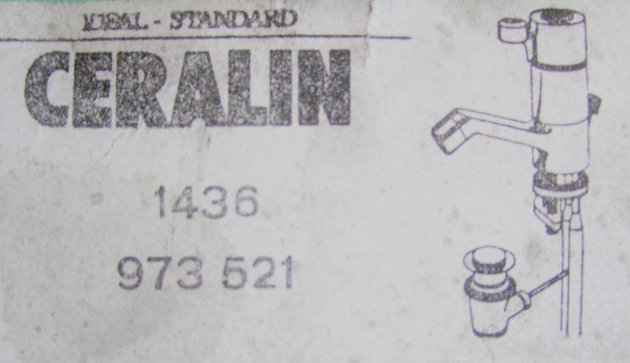 IDEAL - STANDARD
CERALIN
1436
973 521